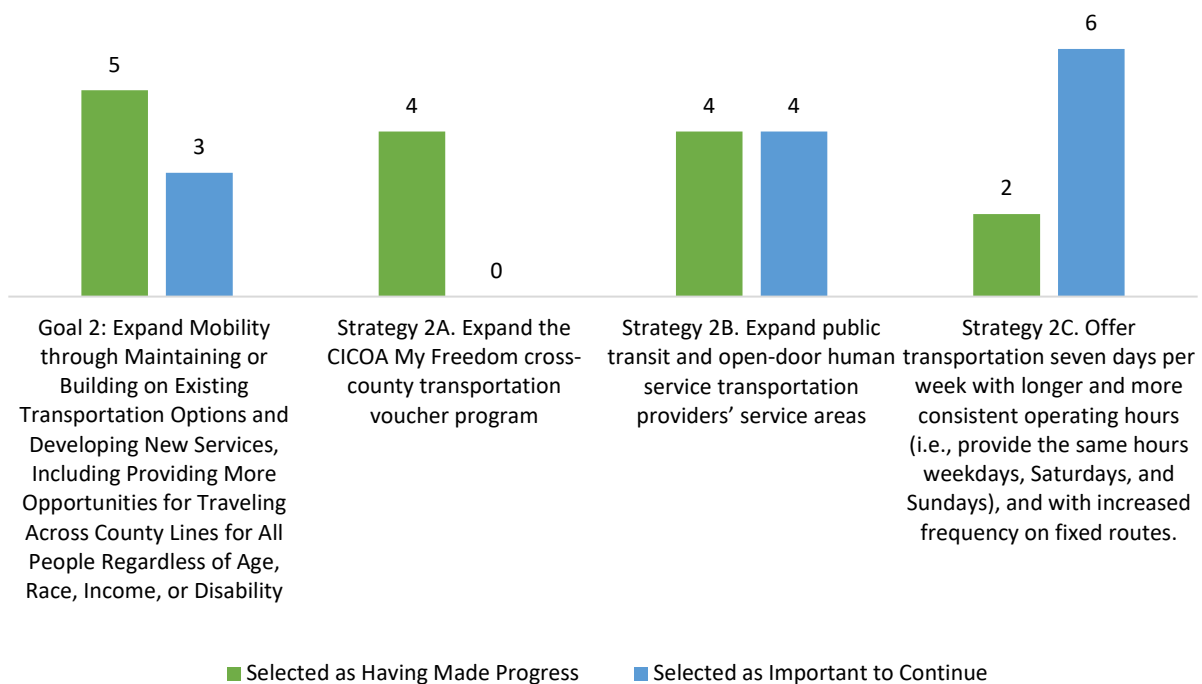 6
5
4
4
4
3
2
0
Goal 2: Expand Mobility
through Maintaining or
Building on Existing
Transportation Options and
Developing New Services,
Including Providing More
Opportunities for Traveling
Across County Lines for All
People Regardless of Age,
Race, Income, or Disability
Strategy 2A. Expand the
CICOA My Freedom cross-
county transportation
voucher program
Strategy 2B. Expand public
transit and open-door human
service transportation
providers’ service areas
Strategy 2C. Offer
transportation seven days per
week with longer and more
consistent operating hours
(i.e., provide the same hours
weekdays, Saturdays, and
Sundays), and with increased
frequency on fixed routes.
Selected as Having Made Progress
Selected as Important to Continue